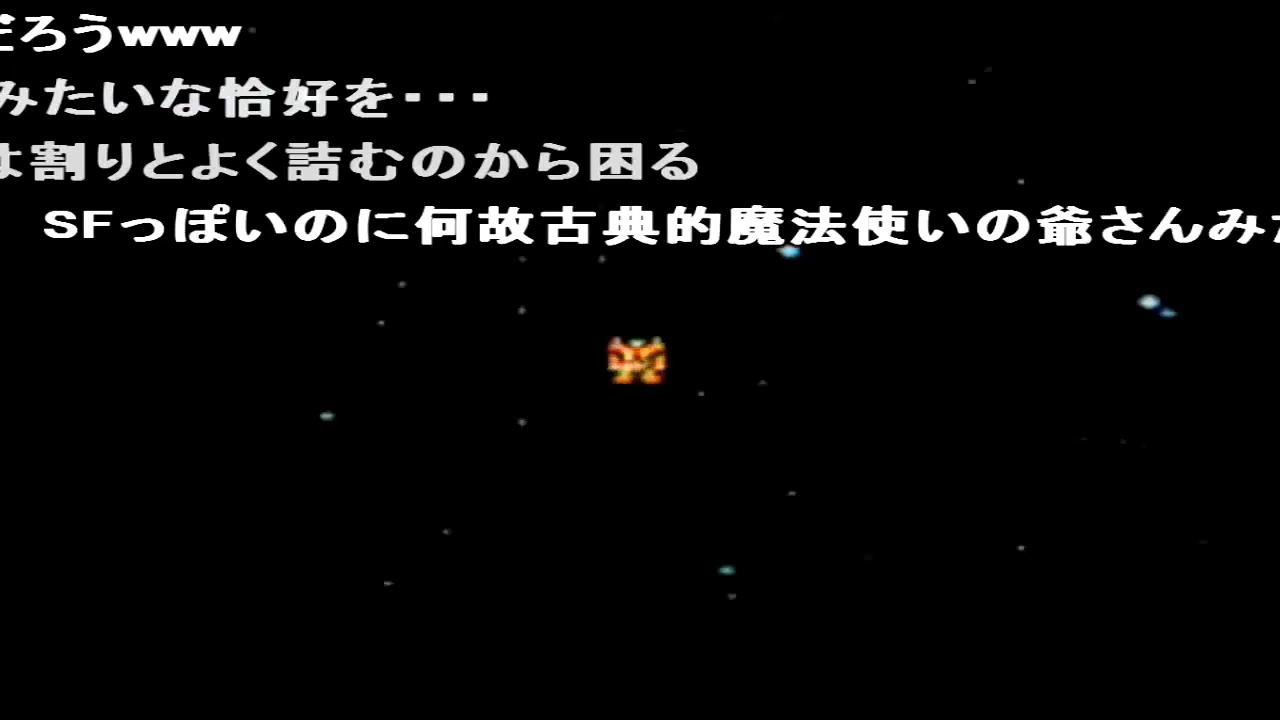 だろうwww
みたいな恰好を･･･
は割りとよく詰むのから困る
SFっぽいのに何故古典的魔法使いの爺さんみた